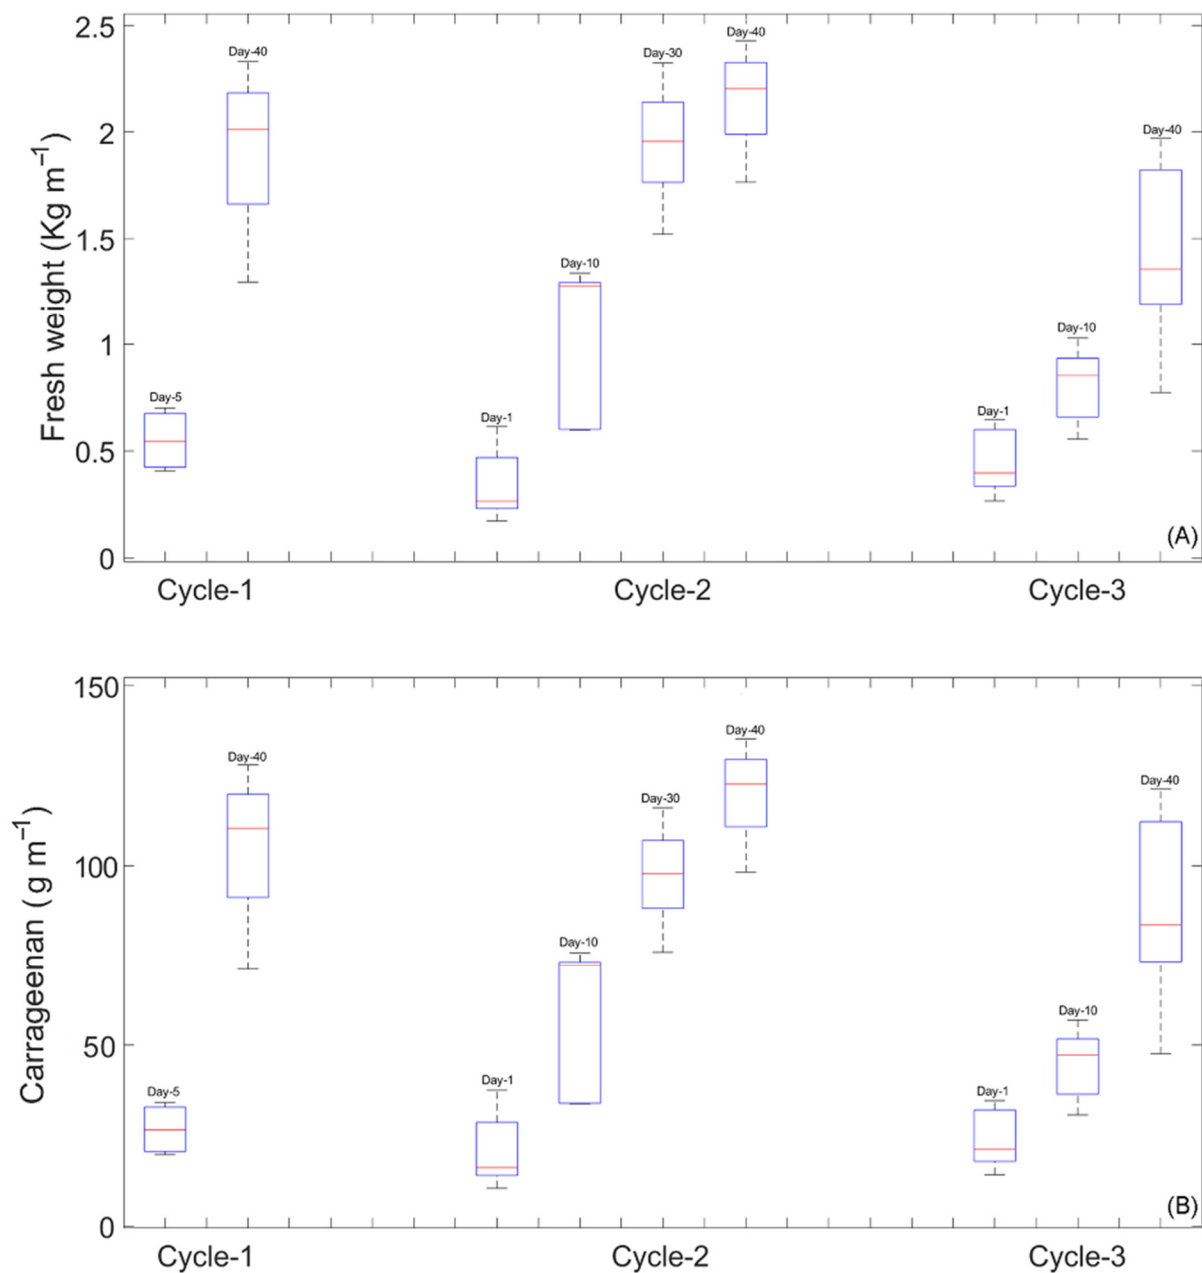 2.5
Day-40
Day-30
Day-40
2
Day-40
1.5
Day-10
1
Day-10
Day-5
Day-1
Day-1
0.5
0
Fresh weight (Kg m⁻¹)
(A)
Cycle-1 Cycle-2 Cycle-3
150
Day-40
Day-40
Day-30
Day-40
100
Day-10
Day-10
50
Day-5
Day-1
Day-1
0
Carrageenan ( g m⁻¹)
(B)
Cycle-1 Cycle-2 Cycle-3